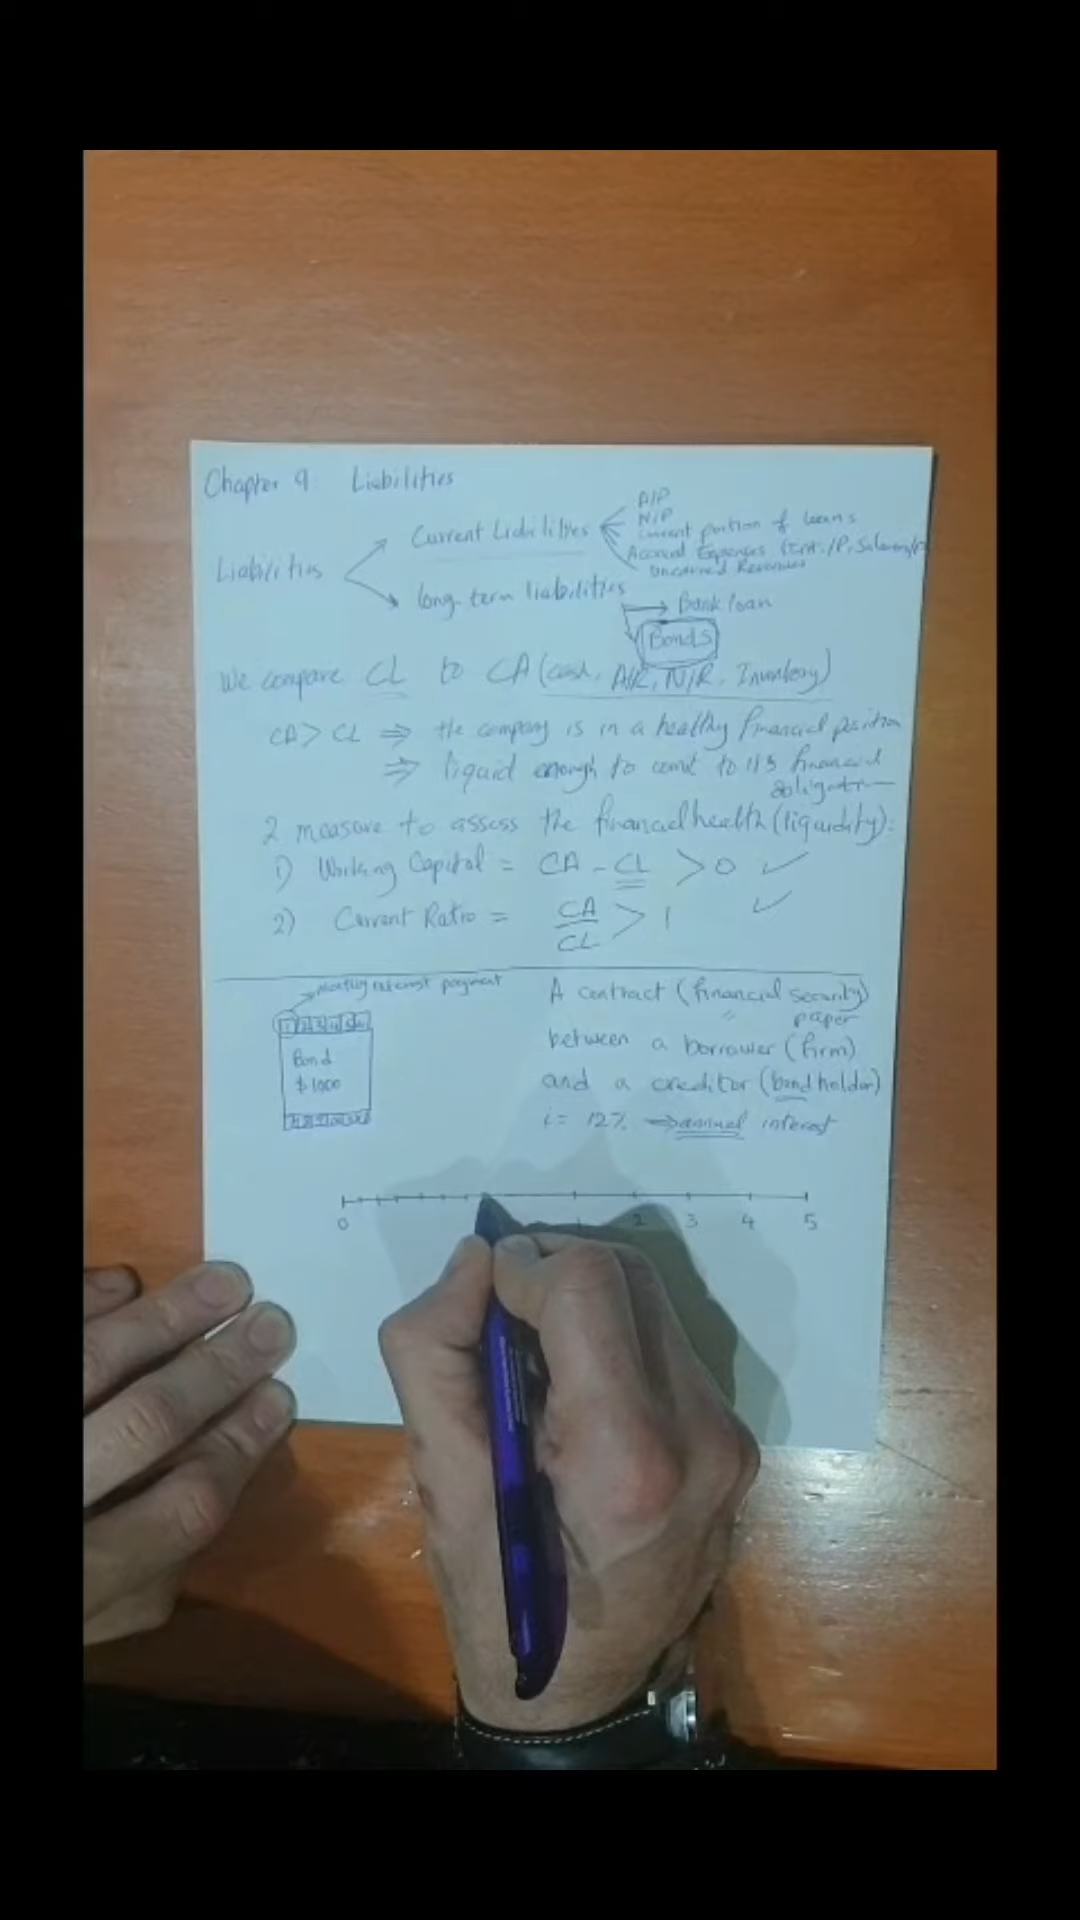 Chapter 9: Liabilities
A/P
N/P
Current portion of loans
Current Liabilities
Accrued Expenses (Int./P, Salary/P)
Unearned Revenues
Liabilities
long-term liabilities
Bank loan
Bonds
We compare CL to CA (cash, A/R, N/R, Inventory)
CA > CL ⇒ the company is in a healthy financial position
⇒ liquid enough to to its financial
obligation
2 measure to assess the financial health (liquidity):
1) Working Capital = CA - CL > 0 ✓
2) Current Ratio = CA/CL > 1 ✓
monthly interest payment
A contract (financial security)
paper
between a borrower (firm)
Bond
$1000
and a creditor (bond holder)
i = 12% → annual interest
0 1 2 3 4 5